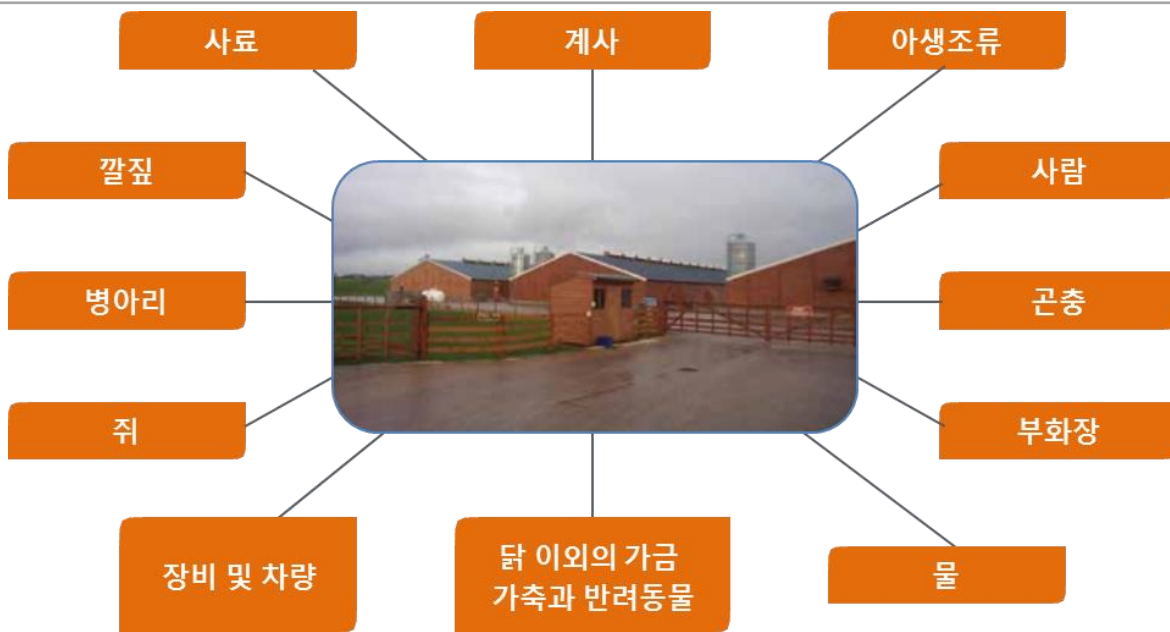 사료
계사
아생조류
깔짚
사람
병아리
곤충
쥐
부화장
장비 및 차량
닭 이외의 가금
가축과 반려동물
물